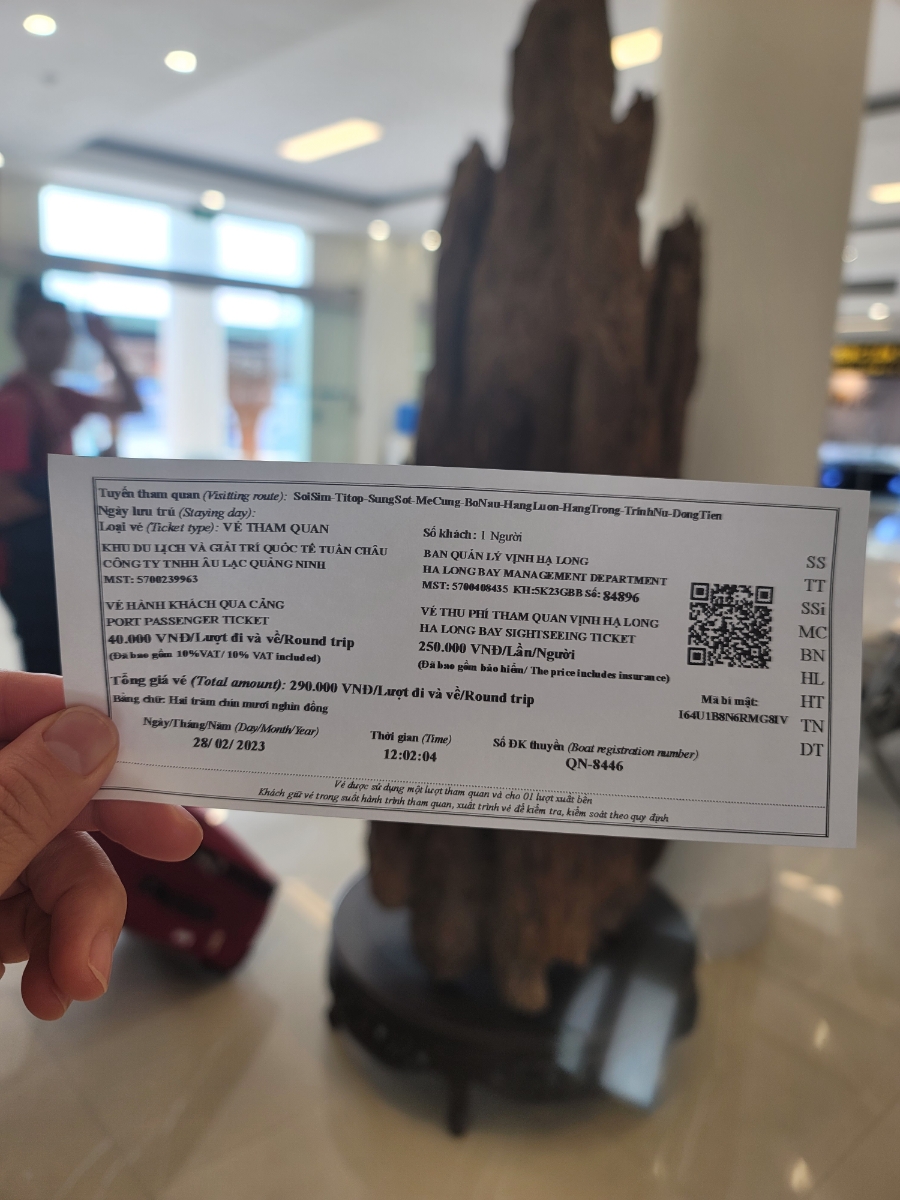 Tuyến tham quan (Visitting route): SoiSim-Titop-SungSot-MeCung-BoNau-HangLuon-HangTrong-TrinhNu-DongTien
Ngày lưu trú (Staying day):
Loại vé (Ticket type): VÉ THAM QUAN
Số khách: 1 Người
KHU DU LỊCH VÀ GIẢI TRÍ QUỐC TẾ TUẦN CHÂU
CÔNG TY TNHH ÂU LẠC QUẢNG NINH
MST: 5700239963
VÉ HÀNH KHÁCH QUA CẢNG
PORT PASSENGER TICKET
40.000 VNĐ/Lượt đi và về/Round trip
(Đã bao gồm 10%VAT/ 10% VAT included)
BAN QUẢN LÝ VỊNH HẠ LONG
HA LONG BAY MANAGEMENT DEPARTMENT
MST: 5700408435 KH:5K23GBB Số: 84896
VÉ THU PHÍ THAM QUAN VỊNH HẠ LONG
HA LONG BAY SIGHTSEEING TICKET
250.000 VNĐ/Lần/Người
(Đã bao gồm bảo hiểm/ The price includes insurance)
Tổng giá vé (Total amount): 290.000 VNĐ/Lượt đi và về/Round trip
Bằng chữ: Hai trăm chín mươi nghìn đồng
Mã bí mật:
I64U1B8N6RMG8IV
Ngày/Tháng/Năm (Day/Month/Year)
28/ 02/ 2023
Thời gian (Time)
12:02:04
Số ĐK thuyền (Boat registration number)
QN-8446
Vé được sử dụng một lượt tham quan và cho 01 lượt xuất bến
Khách giữ vé trong suốt hành trình tham quan, xuất trình vé để kiểm tra, kiểm soát theo quy định
SS
TT
SSi
MC
BN
HL
HT
TN
DT